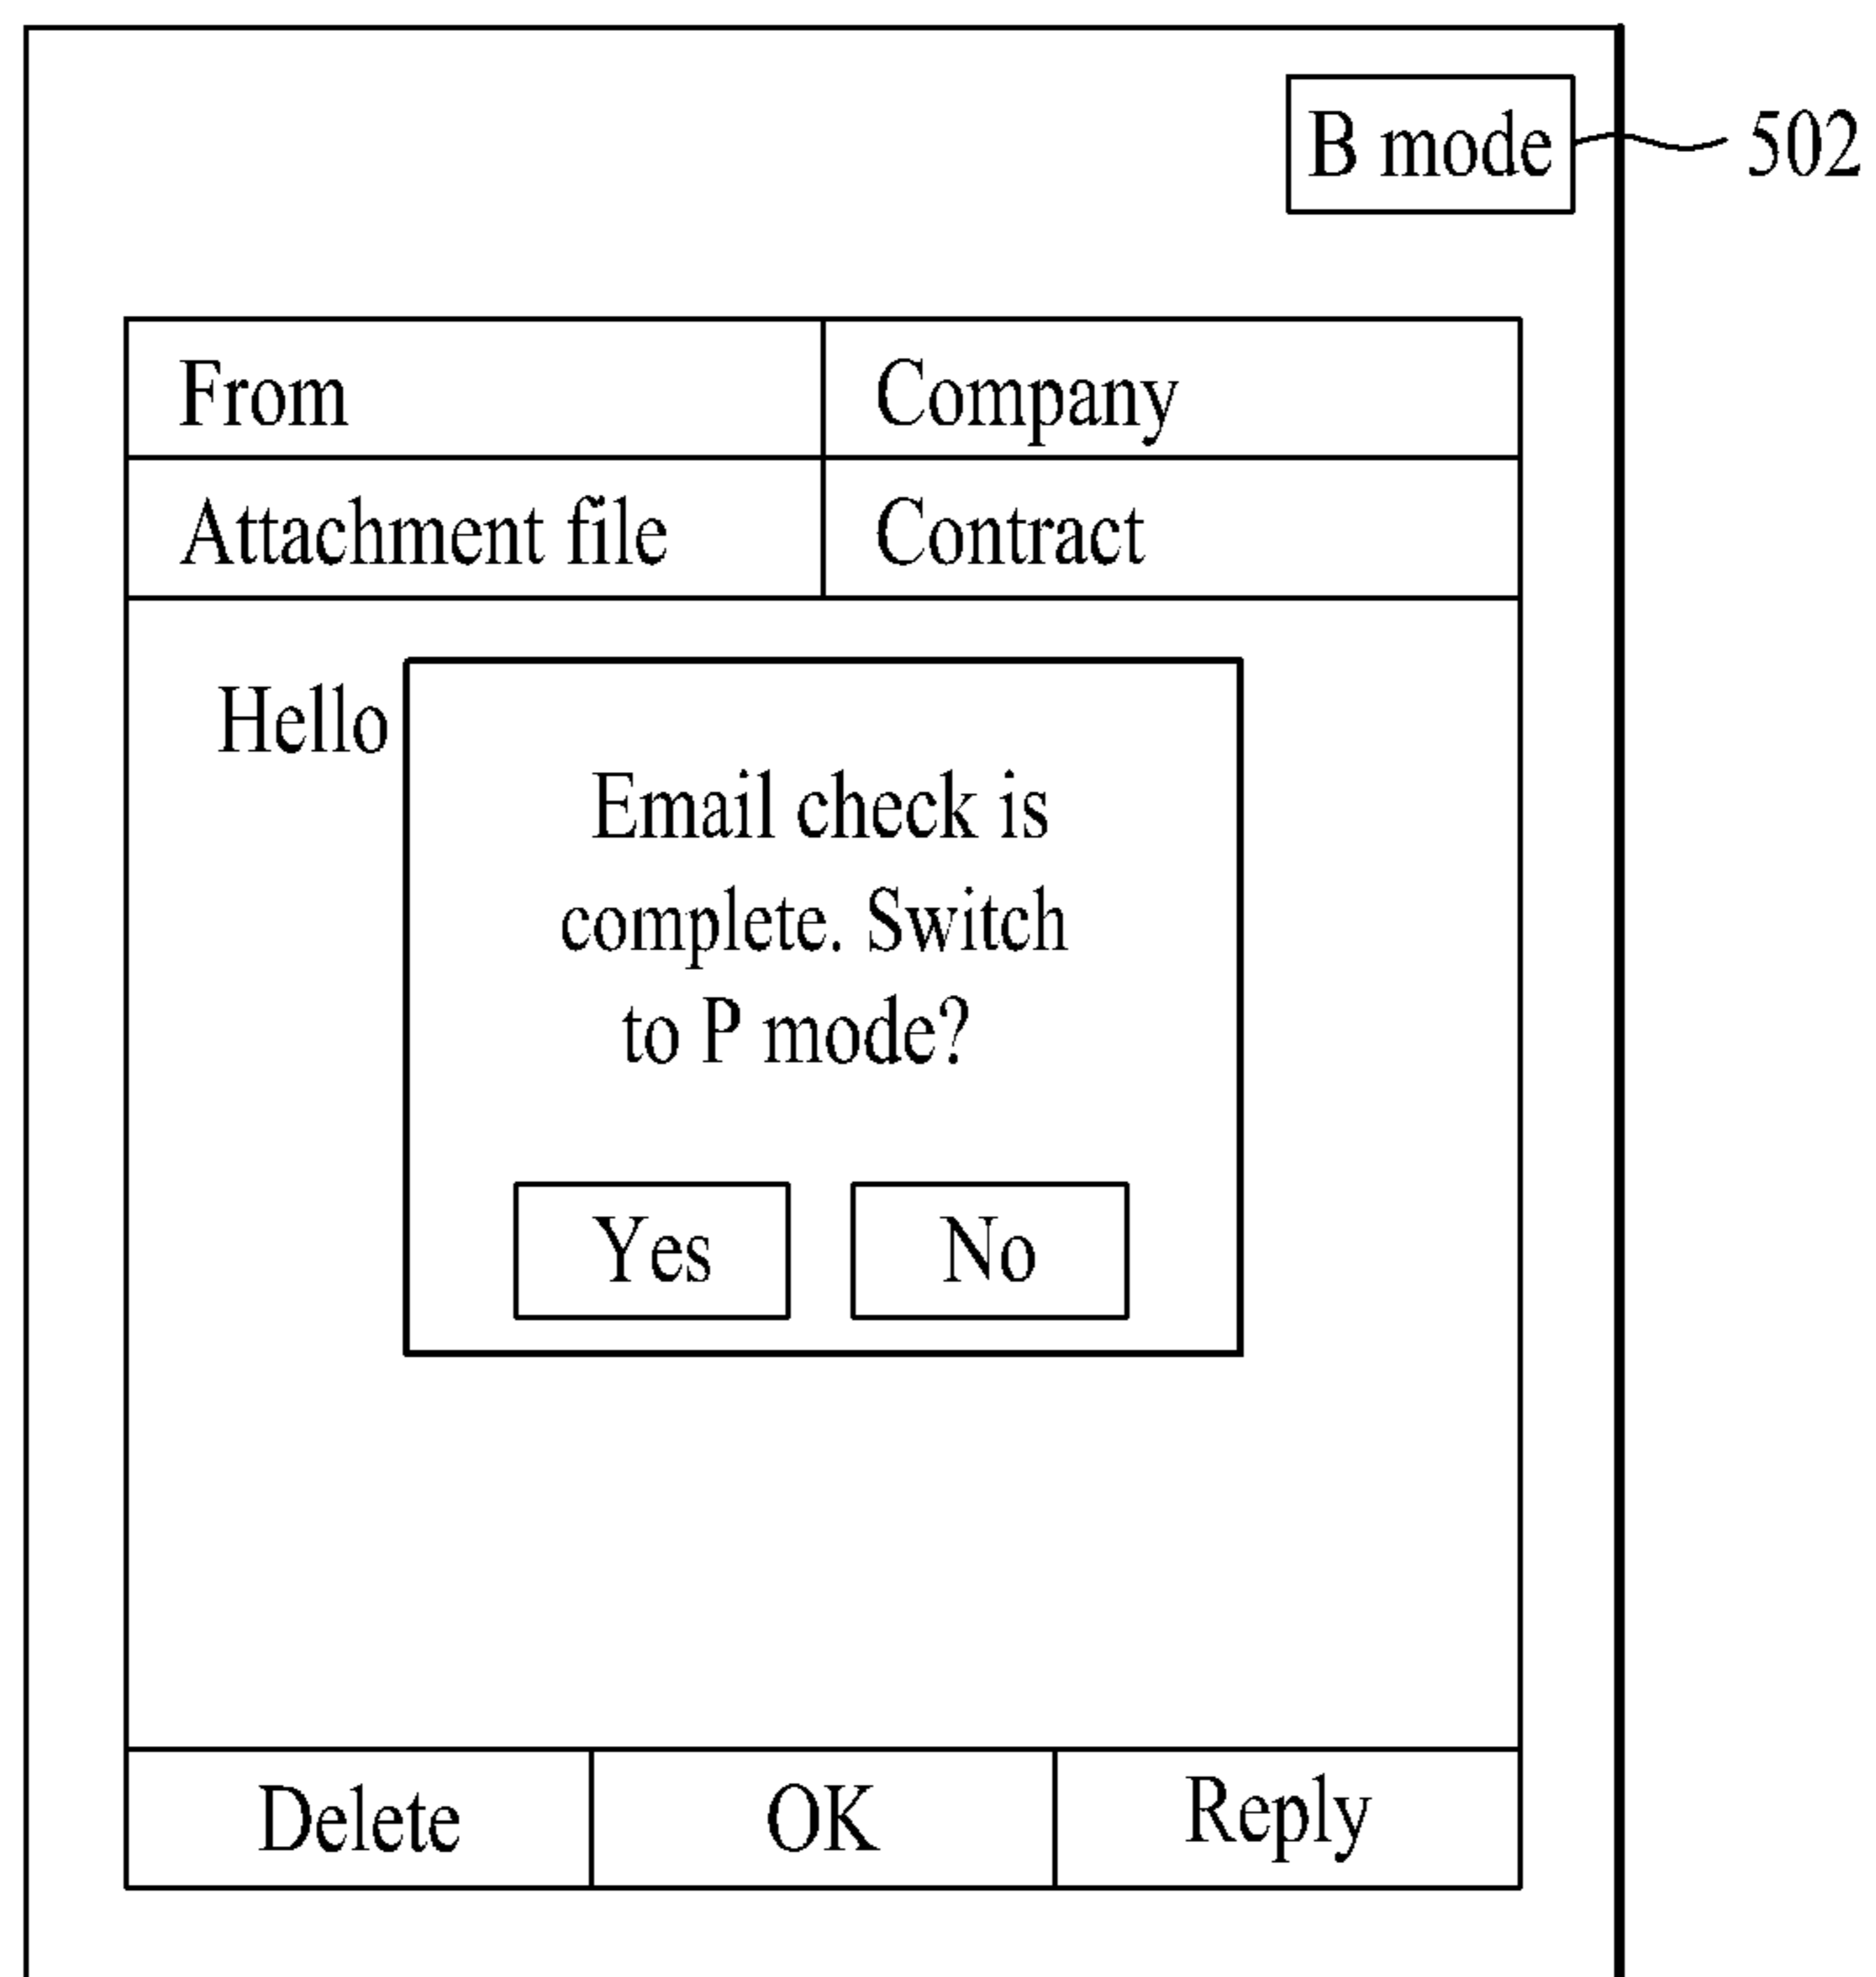 B mode
502
From Company
Attachment file Contract
Hello
Email check is
complete. Switch
to P mode?
Yes No
Delete OK Reply